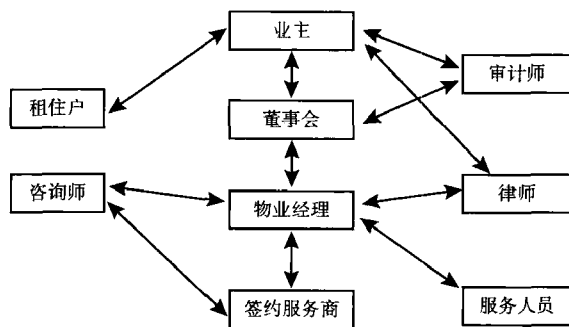 业主
审计师
租住户
董事会
咨询师
物业经理
律师
签约服务商
服务人员